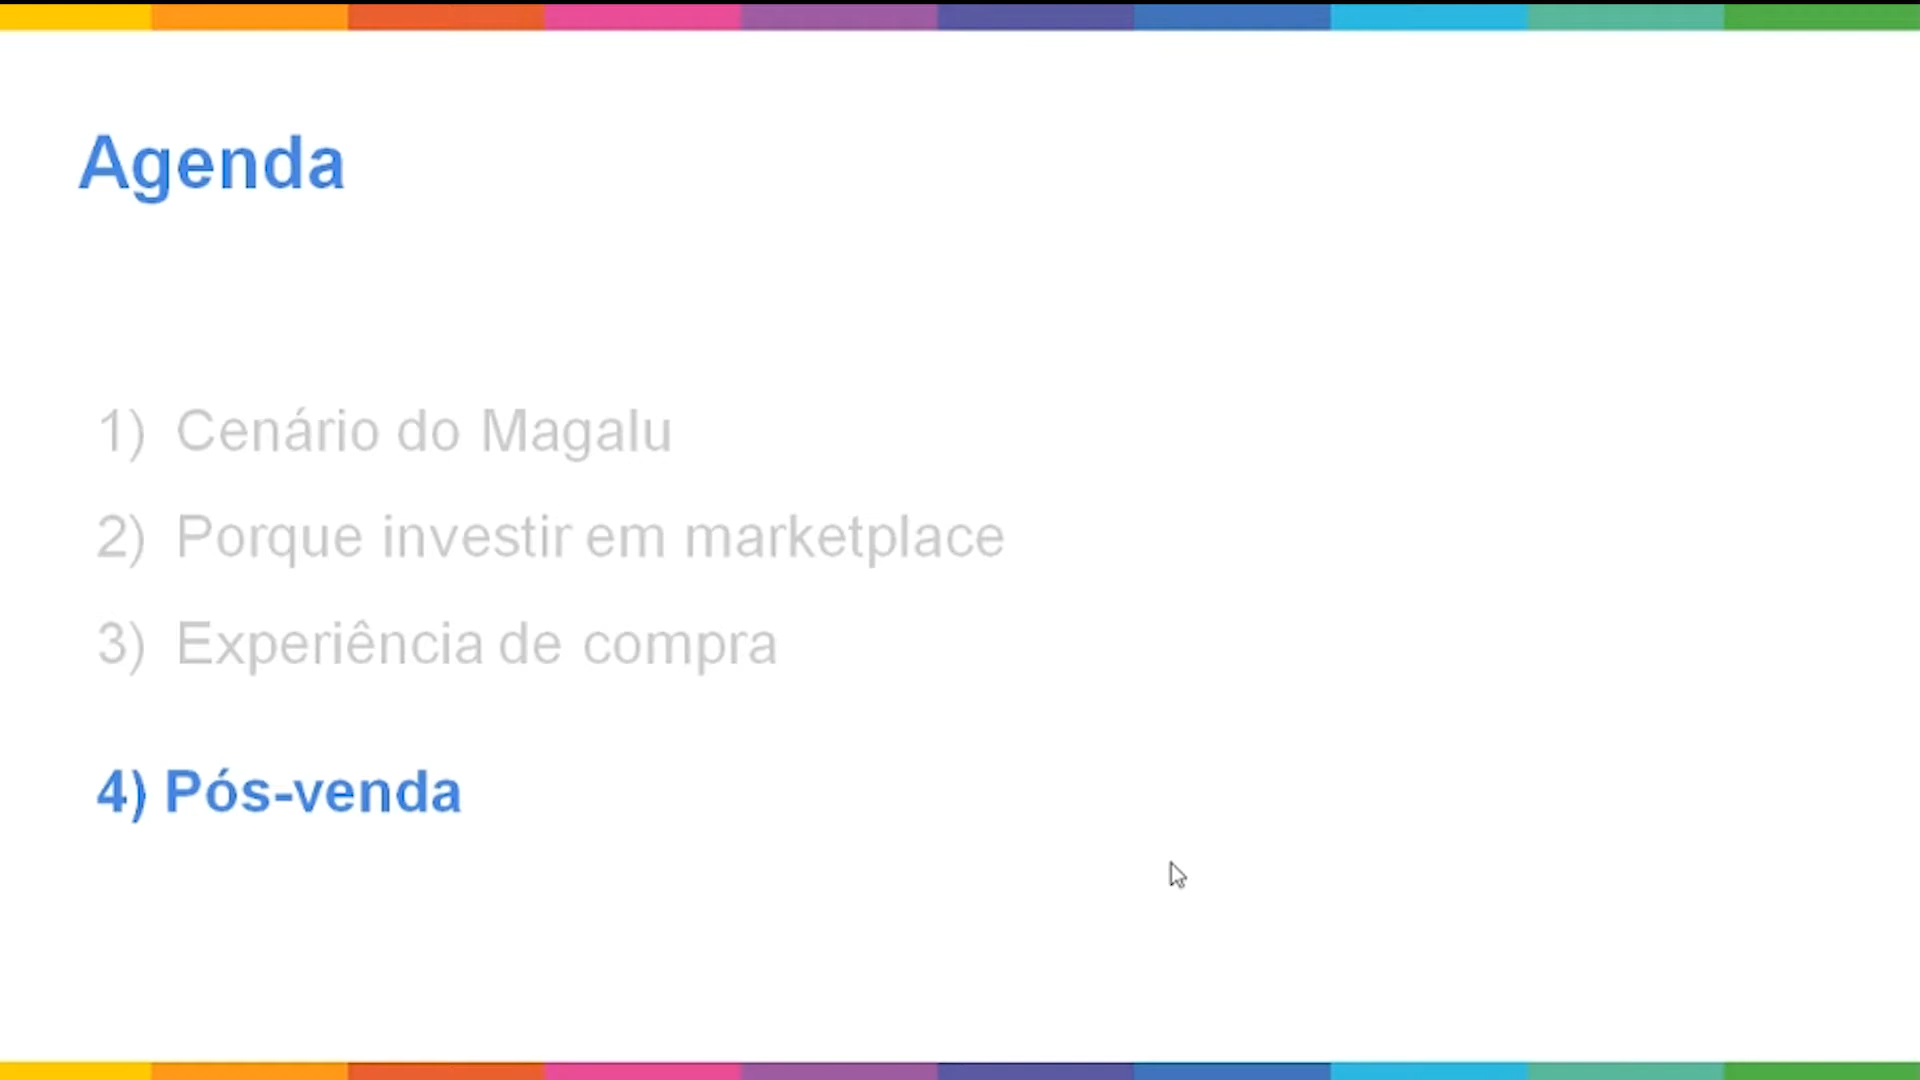 Agenda
1) Cenário do Magalu
2) Porque investir em marketplace
3) Experiência de compra
4) Pós-venda